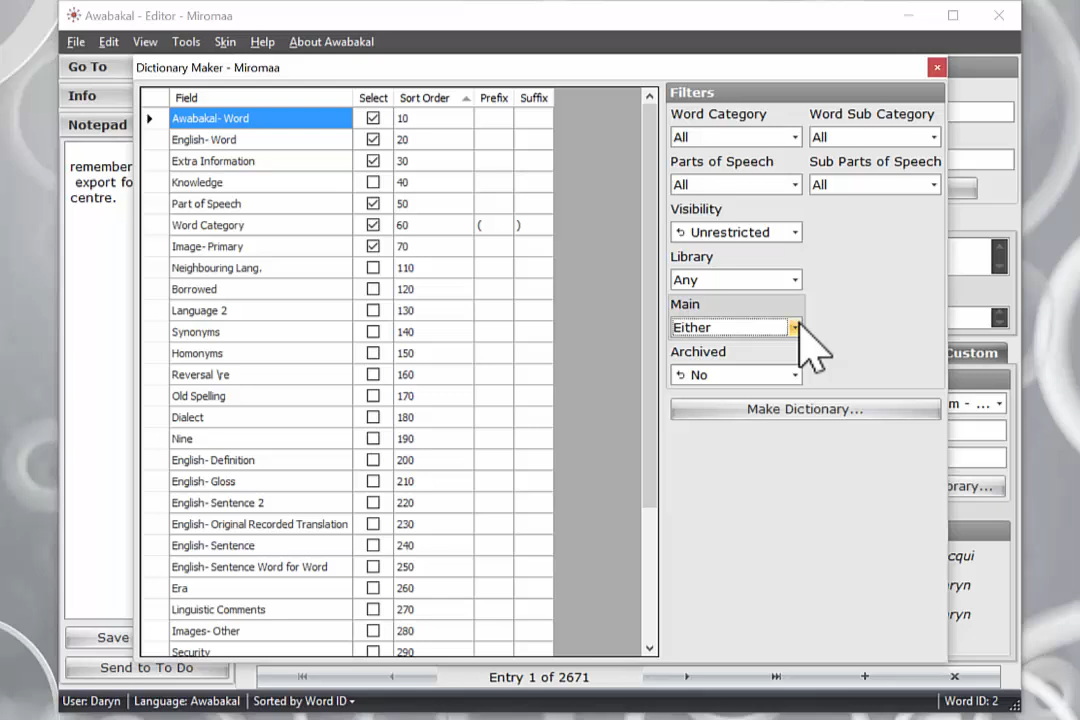 Awabakal - Editor - Miromaa
File Edit View Tools Skin Help About Awabakal
Go To
Info
Notepad
remember
export fo
centre.
Save
Send to To Do
Dictionary Maker - Miromaa
Field Select Sort Order Prefix Suffix
Awabakal- Word 10
English- Word 20
Extra Information 30
Knowledge 40
Part of Speech 50
Word Category 60 ( )
Image- Primary 70
Neighbouring Lang. 110
Borrowed 120
Language 2 130
Synonyms 140
Homonyms 150
Reversal \re 160
Old Spelling 170
Dialect 180
Nine 190
English- Definition 200
English- Gloss 210
English- Sentence 2 220
English- Original Recorded Translation 230
English- Sentence 240
English- Sentence Word for Word 250
Era 260
Linguistic Comments 270
Images- Other 280
Security 290
Filters
Word Category Word Sub Category
All All
Parts of Speech Sub Parts of Speech
All All
Visibility
Unrestricted
Library
Any
Main
Either
Archived
No
Make Dictionary...
Custom
m - ...
brary...
cqui
ryn
ryn
Entry 1 of 2671
User: Daryn Language: Awabakal Sorted by Word ID Word ID: 2